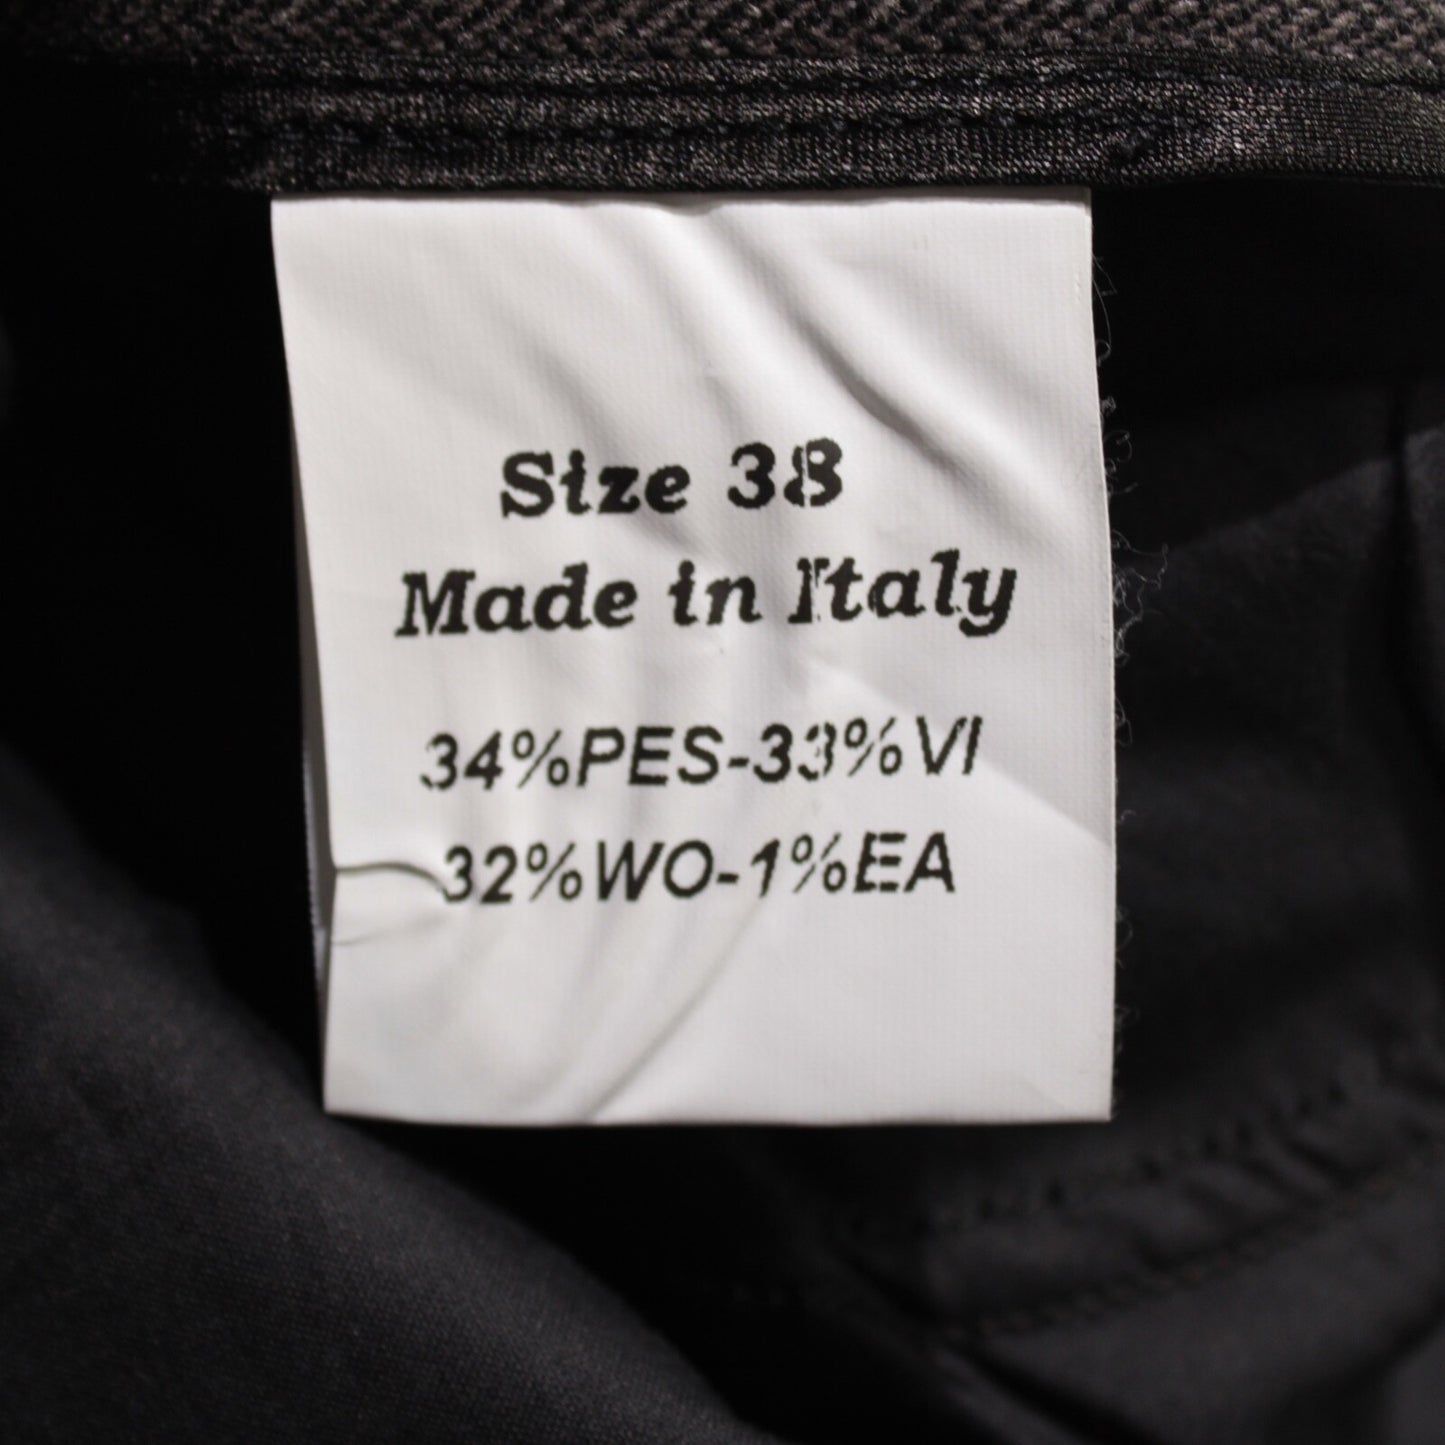 Size 38
Made in Italy
34%PES-33%VI
32%WO-1%EA